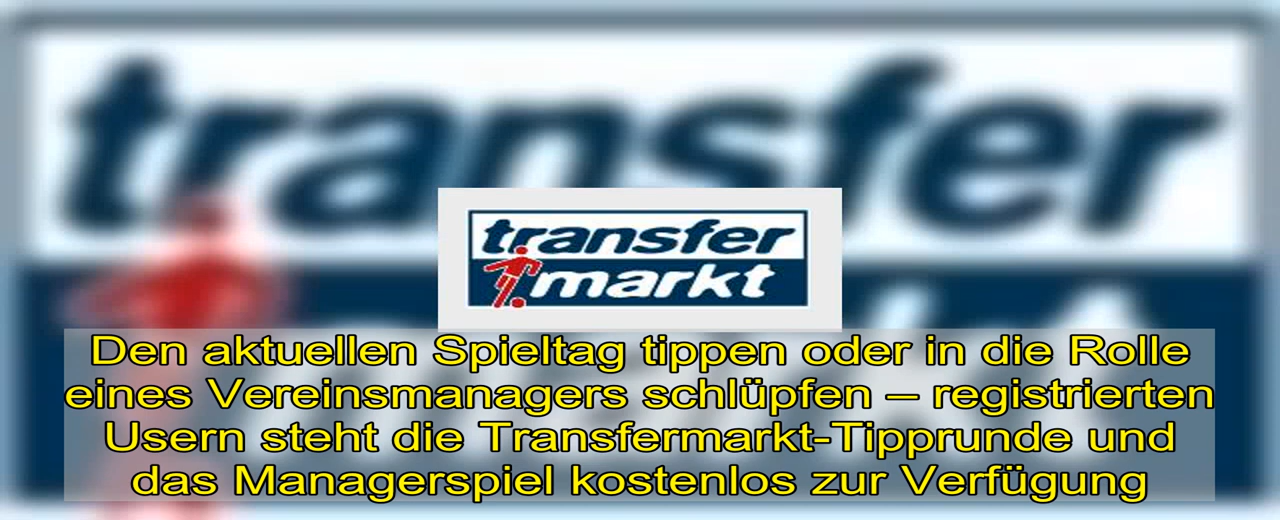 transfer
transfer
markt
Den aktuellen Spieltag tippen oder in die Rolle
eines Vereinsmanagers schlüpfen – registrierten
Usern steht die Transfermarkt-Tipprunde und
das Managerspiel kostenlos zur Verfügung